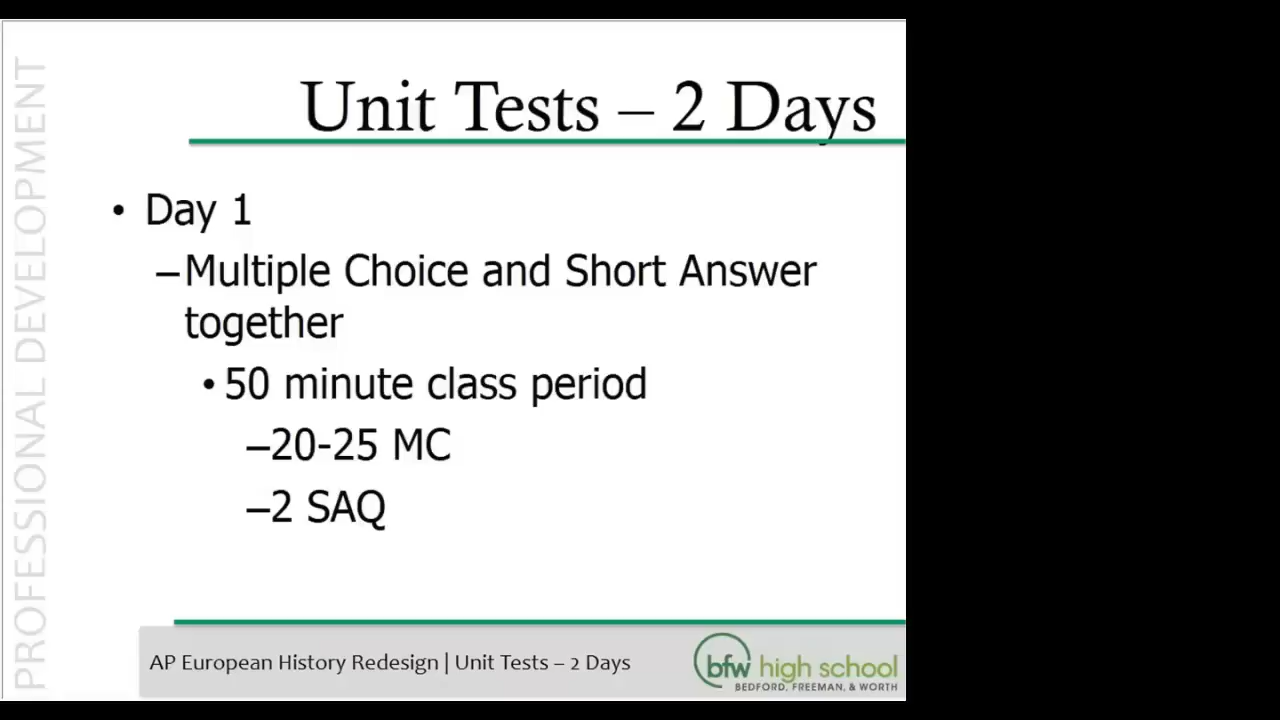 PROFESSIONAL DEVELOPMENT
Unit Tests – 2 Days
• Day 1
–Multiple Choice and Short Answer
together
• 50 minute class period
–20-25 MC
–2 SAQ
AP European History Redesign | Unit Tests – 2 Days
bfw high school
BEDFORD, FREEMAN, & WORTH